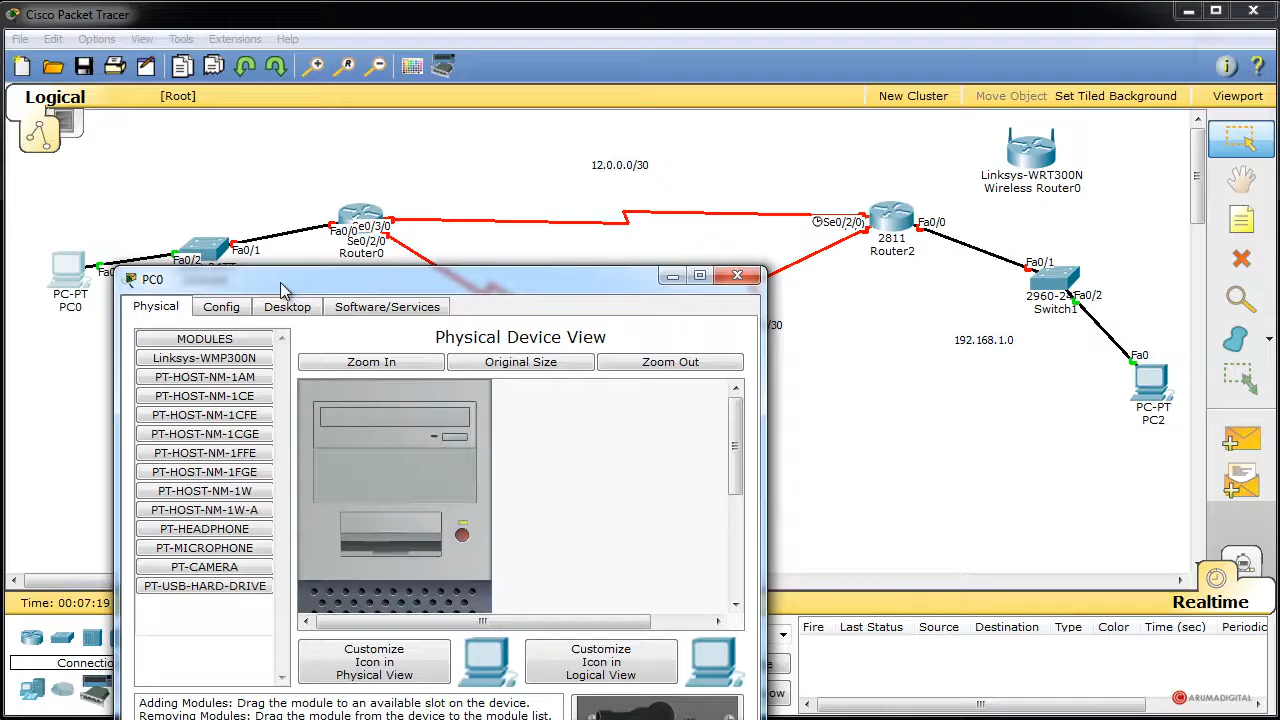 Cisco Packet Tracer
File Edit Options View Tools Extensions Help
Logical [Root] New Cluster Move Object Set Tiled Background Viewport
12.0.0.0/30
Linksys-WRT300N
Wireless Router0
Se0/3/0
Fa0/0
Se0/2/0
Router0
Fa0/1
Fa0/2
PC-PT
PC0
Se0/2/0
Fa0/0
2811
Router2
Fa0/1
Fa0/2
Switch1
/30
192.168.1.0
Fa0
PC-PT
PC2
PC0
Physical Config Desktop Software/Services
MODULES
Linksys-WMP300N
PT-HOST-NM-1AM
PT-HOST-NM-1CE
PT-HOST-NM-1CFE
PT-HOST-NM-1CGE
PT-HOST-NM-1FFE
PT-HOST-NM-1FGE
PT-HOST-NM-1W
PT-HOST-NM-1W-A
PT-HEADPHONE
PT-MICROPHONE
PT-CAMERA
PT-USB-HARD-DRIVE
Physical Device View
Zoom In Original Size Zoom Out
Customize
Icon in
Physical View
Customize
Icon in
Logical View
Adding Modules: Drag the module to an available slot on the device.
Removing Modules: Drag the module from the device to the module list.
Time: 00:07:19
Realtime
Fire Last Status Source Destination Type Color Time (sec) Periodic
ARUMADIGITAL